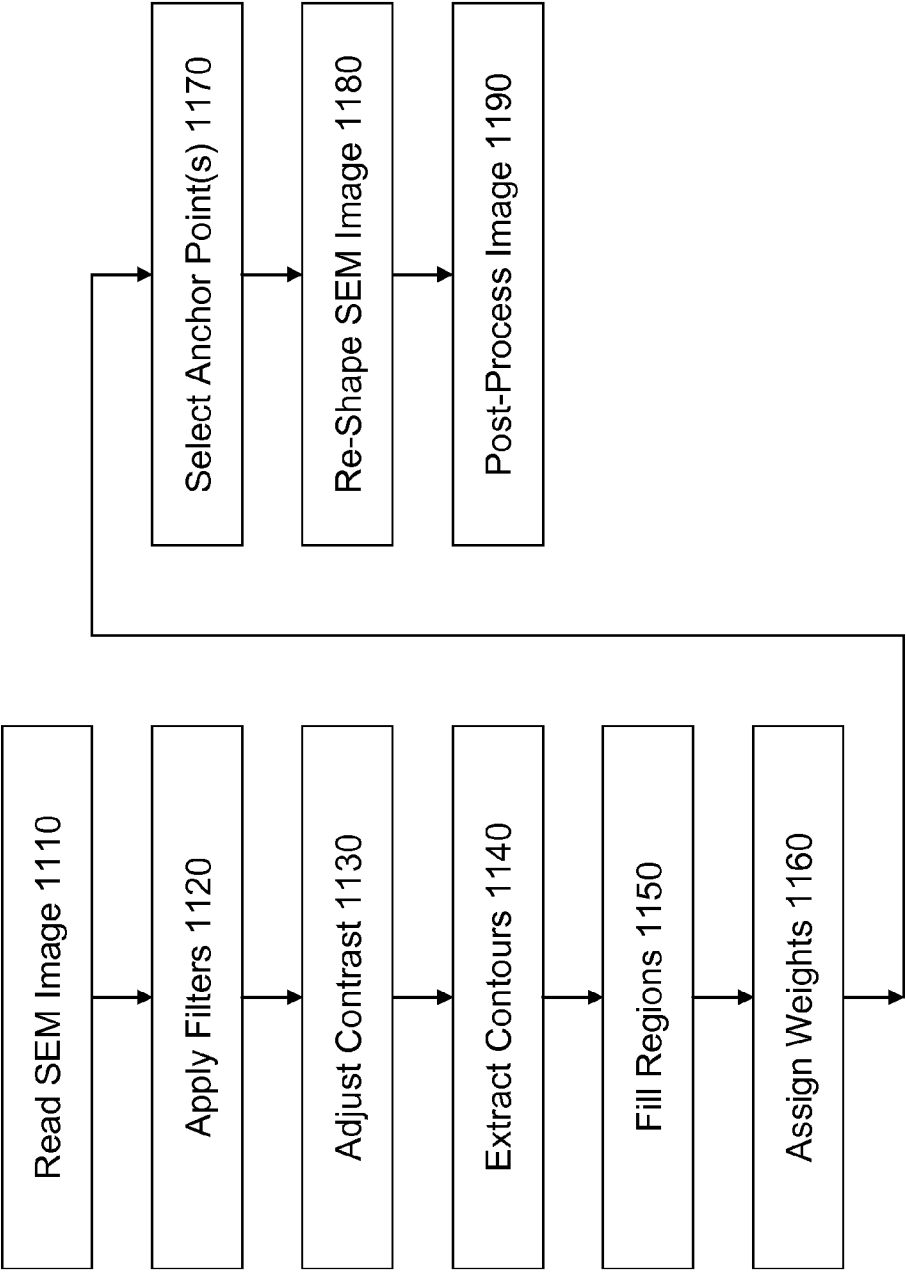 Read SEM Image 1110
Apply Filters 1120
Adjust Contrast 1130
Extract Contours 1140
Fill Regions 1150
Assign Weights 1160
Select Anchor Point(s) 1170
Re-Shape SEM Image 1180
Post-Process Image 1190